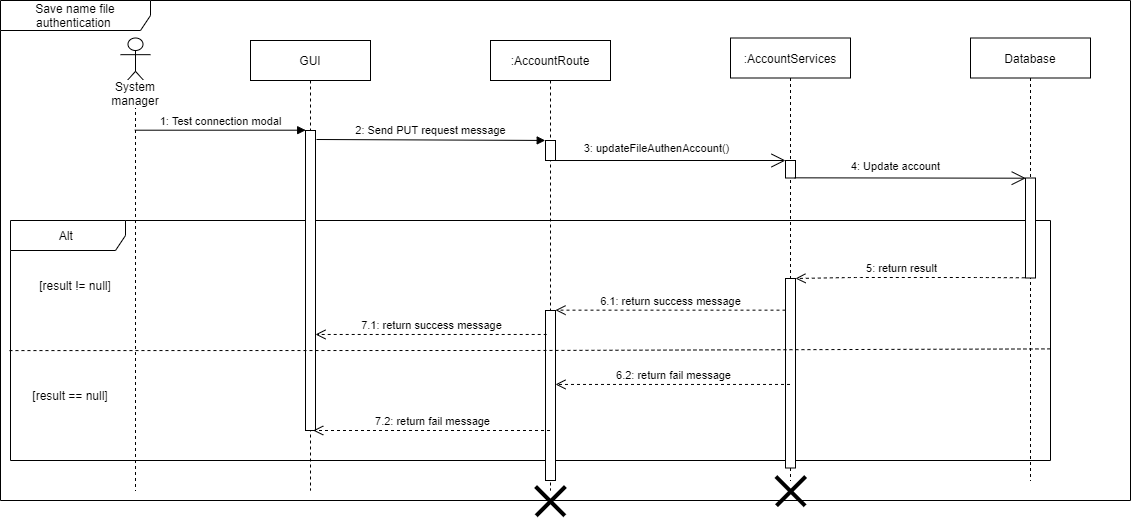 Save name file
authentication
GUI
:AccountRoute
:AccountServices
Database
System
manager
1: Test connection modal
2: Send PUT request message
3: updateFileAuthenAccount()
4: Update account
Alt
[result != null]
5: return result
6.1: return success message
7.1: return success message
[result == null]
6.2: return fail message
7.2: return fail message